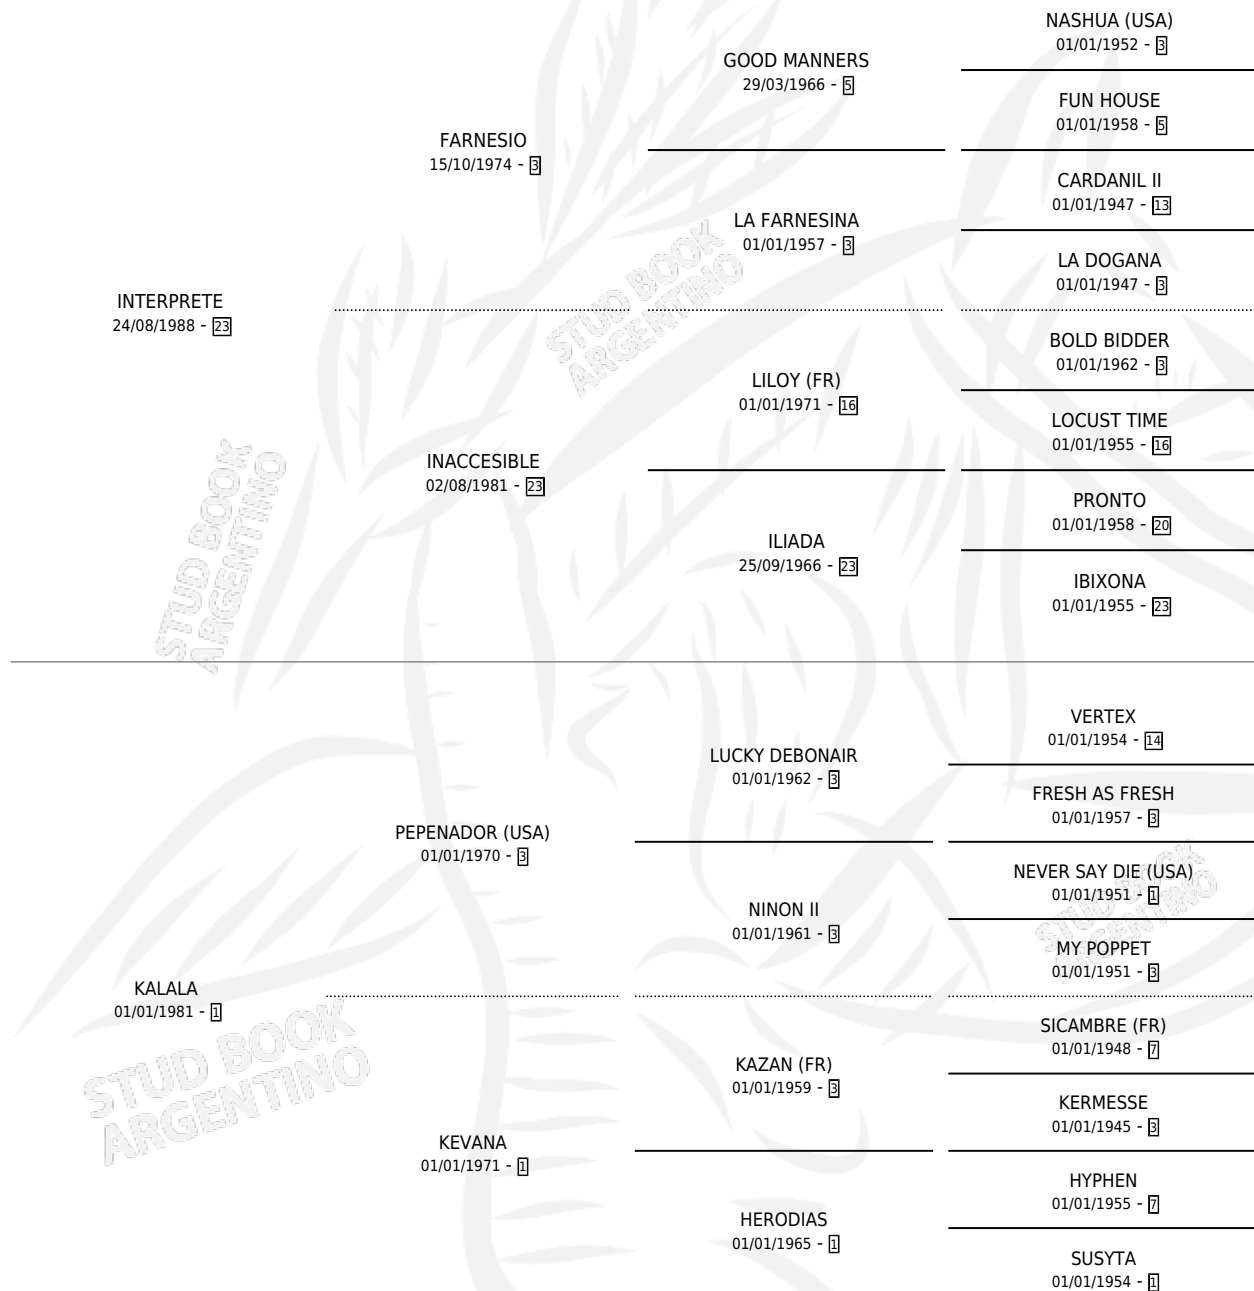 NASHUA (USA)
01/01/1952 - 3
GOOD MANNERS
29/03/1966 - 5
FUN HOUSE
01/01/1958 - 5
FARNESIO
15/10/1974 - 3
CARDANIL II
01/01/1947 - 13
LA FARNESINA
01/01/1957 - 3
LA DOGANA
01/01/1947 - 3
INTERPRETE
24/08/1988 - 23
BOLD BIDDER
01/01/1962 - 3
LILOY (FR)
01/01/1971 - 16
LOCUST TIME
01/01/1955 - 16
INACCESIBLE
02/08/1981 - 23
PRONTO
01/01/1958 - 20
ILIADA
25/09/1966 - 23
IBIXONA
01/01/1955 - 23
VERTEX
01/01/1954 - 14
LUCKY DEBONAIR
01/01/1962 - 3
FRESH AS FRESH
01/01/1957 - 3
PEPENADOR (USA)
01/01/1970 - 3
NEVER SAY DIE (USA)
01/01/1951 - 1
NINON II
01/01/1961 - 3
MY POPPET
01/01/1951 - 3
KALALA
01/01/1981 - 1
SICAMBRE (FR)
01/01/1948 - 7
KAZAN (FR)
01/01/1959 - 3
KERMESSE
01/01/1945 - 3
KEVANA
01/01/1971 - 1
HYPHEN
01/01/1955 - 7
HERODIAS
01/01/1965 - 1
SUSYTA
01/01/1954 - 1
STUD BOOK
ARGENTINO
STUD BOOK
ARGENTINO
STUD BOOK
ARGENTINO
STUD BOOK
ARGENTINO